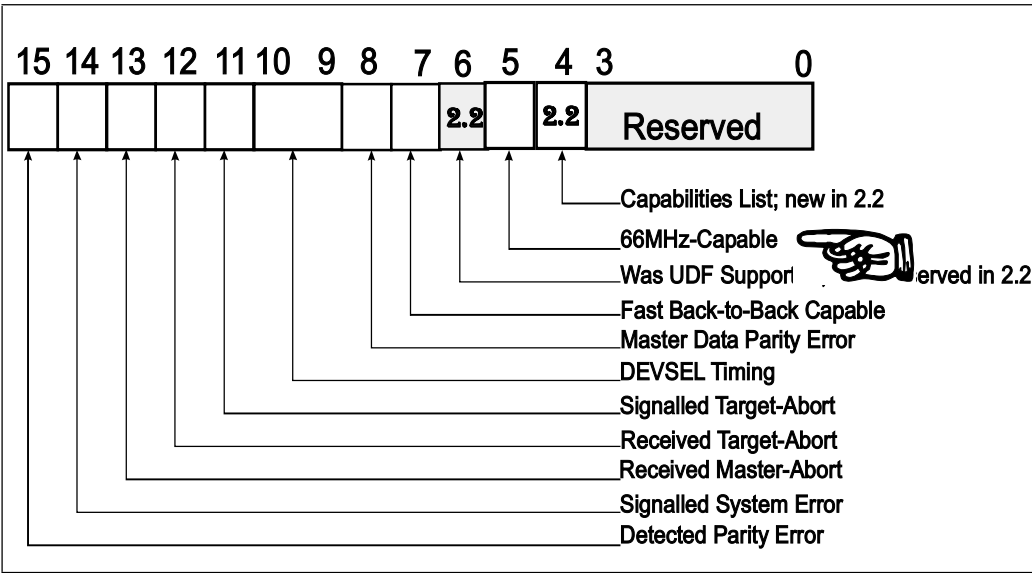 15 14 13 12 11 10 9 8 7 6 5 4 3 0
2.2 2.2 Reserved
Capabilities List; new in 2.2
66MHz-Capable
Was UDF Support erved in 2.2
Fast Back-to-Back Capable
Master Data Parity Error
DEVSEL Timing
Signalled Target-Abort
Received Target-Abort
Received Master-Abort
Signalled System Error
Detected Parity Error